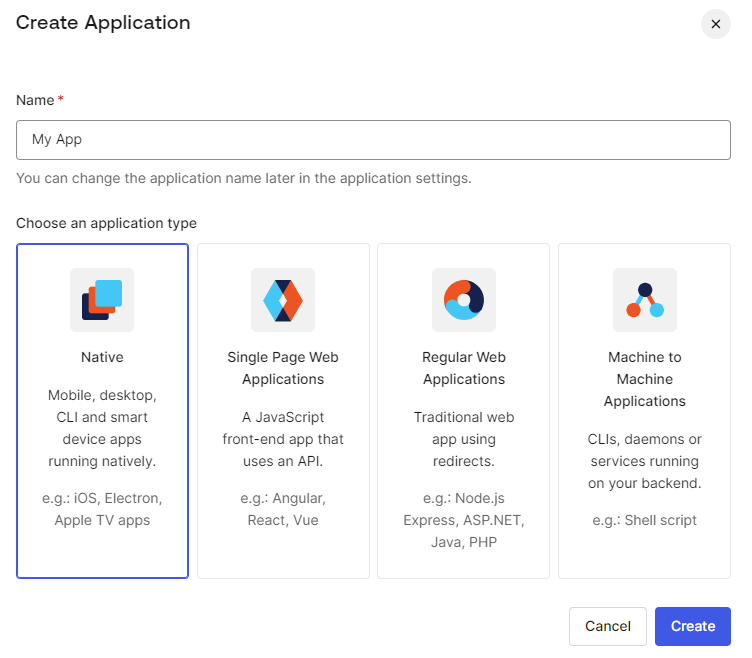 Create Application
Name *
My App
You can change the application name later in the application settings.
Choose an application type
Native
Mobile, desktop,
CLI and smart
device apps
running natively.
e.g.: iOS, Electron,
Apple TV apps
Single Page Web
Applications
A JavaScript
front-end app that
uses an API.
e.g.: Angular,
React, Vue
Regular Web
Applications
Traditional web
app using
redirects.
e.g.: Node.js
Express, ASP.NET,
Java, PHP
Machine to
Machine
Applications
CLIs, daemons or
services running
on your backend.
e.g.: Shell script
Cancel
Create